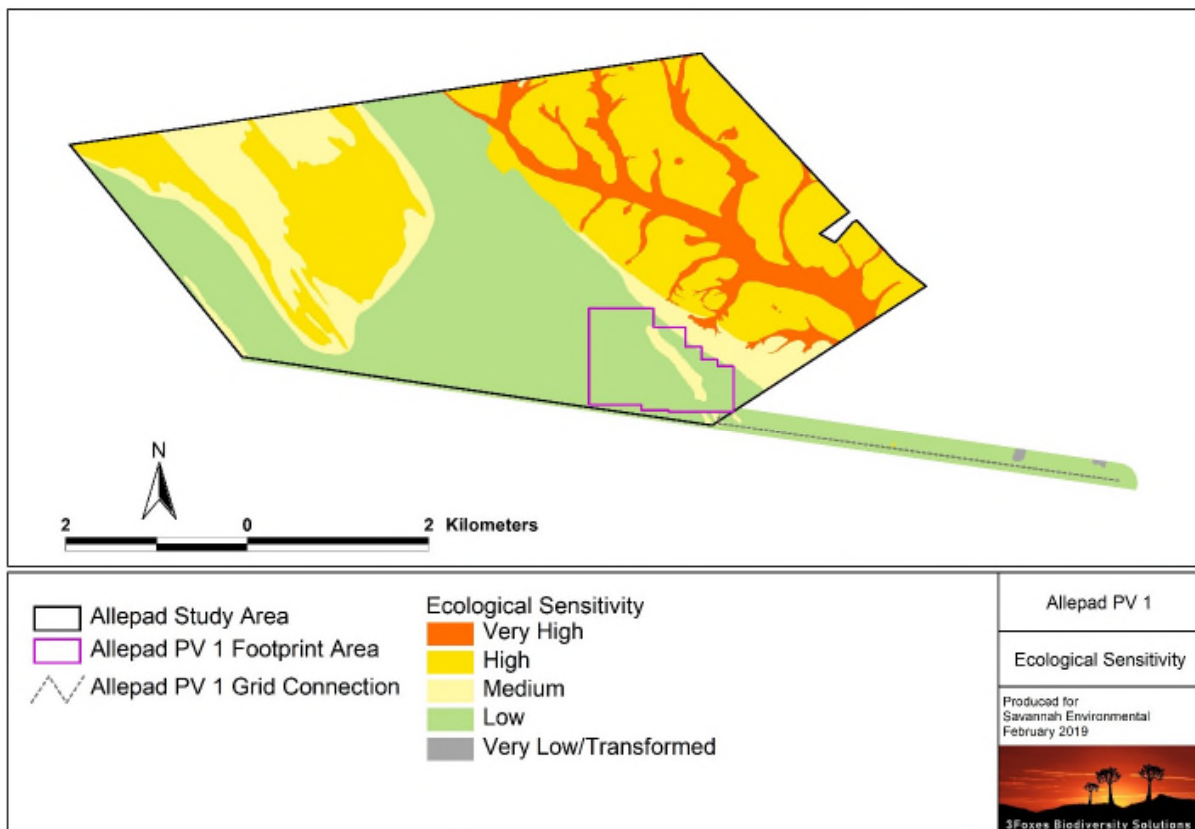 N
2 0 2 Kilometers
Allepad Study Area
Allepad PV 1 Footprint Area
Allepad PV 1 Grid Connection
Ecological Sensitivity
Very High
High
Medium
Low
Very Low/Transformed
Allepad PV 1
Ecological Sensitivity
Produced for
Savannah Environmental
February 2019
3Foxes Biodiversity Solutions